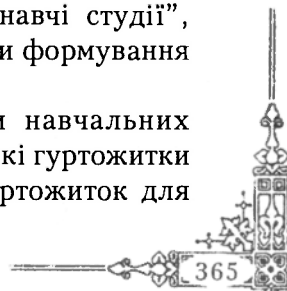 навчі студії”,
и формування
и навчальних
кі гуртожитки
ртожиток для
365